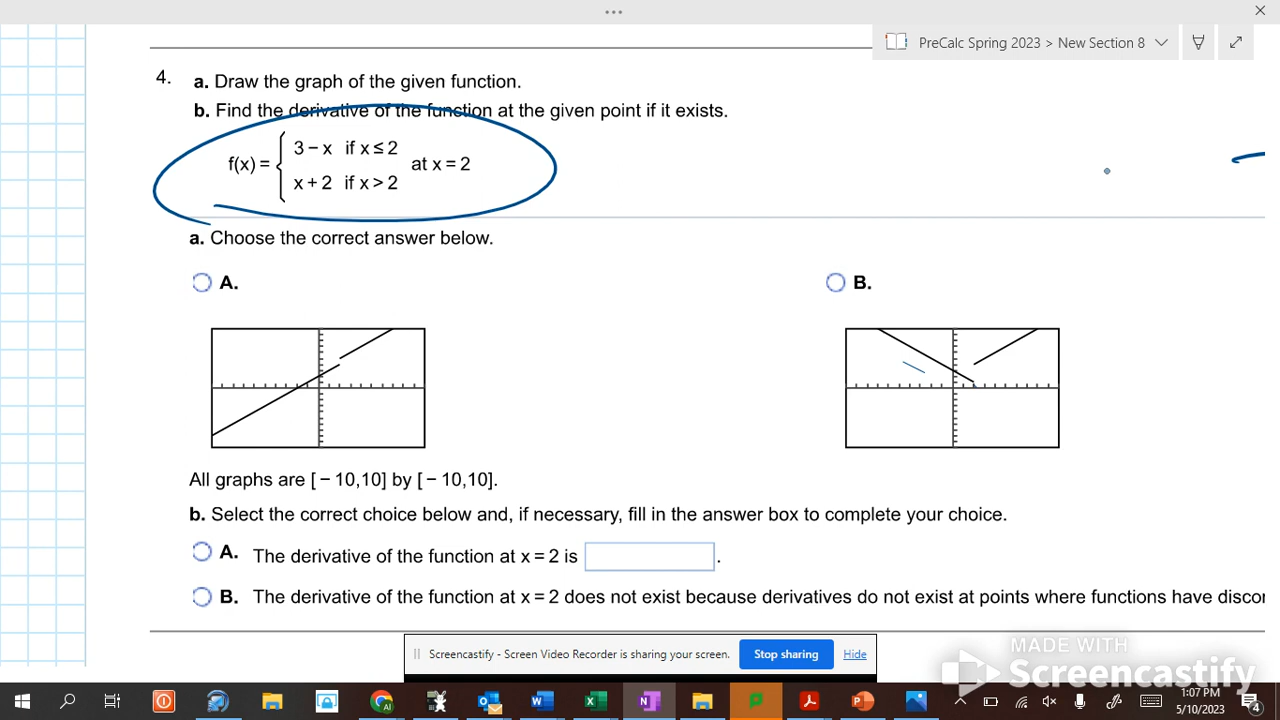 PreCalc Spring 2023 > New Section 8
4. a. Draw the graph of the given function.
b. Find the derivative of the function at the given point if it exists.
3 − x if x ≤ 2
f(x) = at x = 2
x + 2 if x > 2
a. Choose the correct answer below.
A. B.
All graphs are [ − 10,10] by [ − 10,10].
b. Select the correct choice below and, if necessary, fill in the answer box to complete your choice.
A. The derivative of the function at x = 2 is .
B. The derivative of the function at x = 2 does not exist because derivatives do not exist at points where functions have discor
Screencastify - Screen Video Recorder is sharing your screen. Stop sharing Hide
MADE WITH
Screencastify
1:07 PM
5/10/2023
4